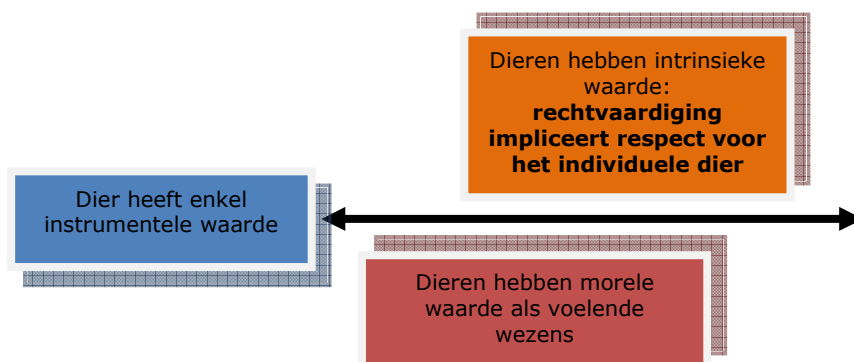 Dieren hebben intrinsieke
waarde:
rechtvaardiging
impliceert respect voor
het individuele dier
Dier heeft enkel
instrumentele waarde
Dieren hebben morele
waarde als voelende
wezens